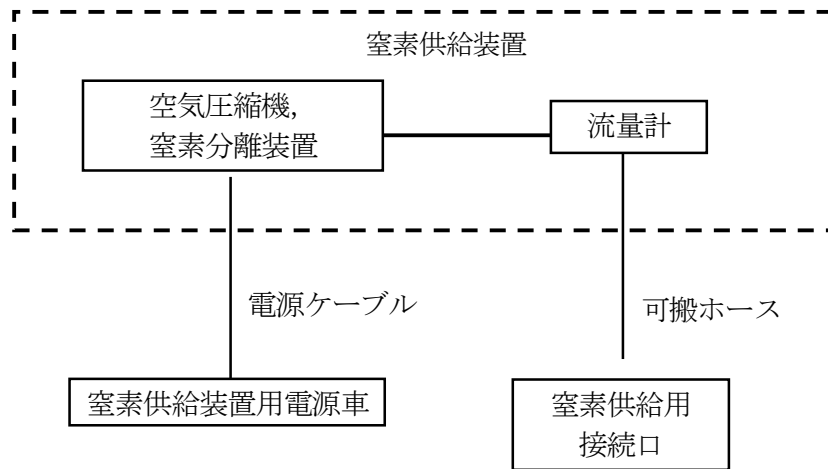 窒素供給装置
空気圧縮機,
窒素分離装置
流量計
電源ケーブル
可搬ホース
窒素供給装置用電源車
窒素供給用
接続口